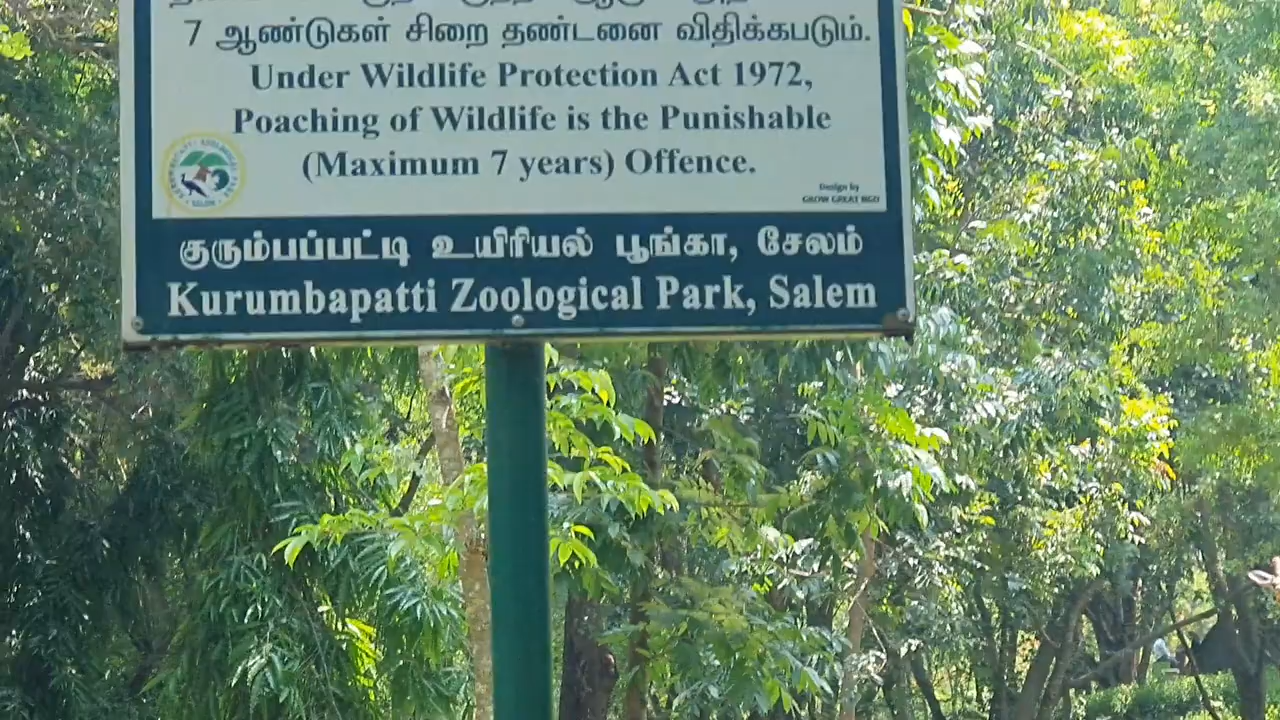 7 ஆண்டுகள் சிறை தண்டனை விதிக்கபடும்.
Under Wildlife Protection Act 1972,
Poaching of Wildlife is the Punishable
(Maximum 7 years) Offence.
Design by
GROW GREAT NGO
குரும்பப்பட்டி உயிரியல் பூங்கா, சேலம்
Kurumbapatti Zoological Park, Salem